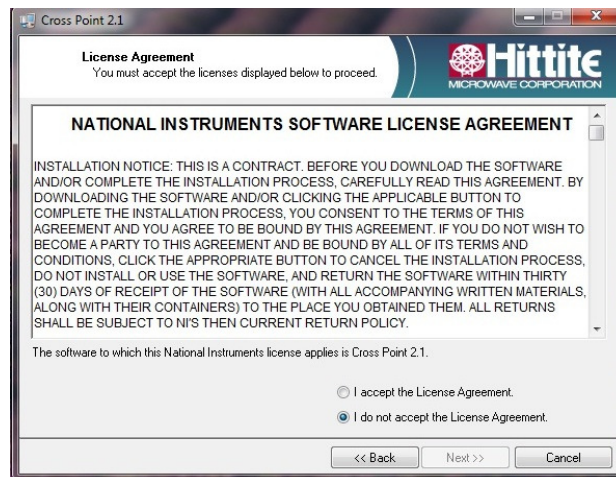 Cross Point 2.1
License Agreement
You must accept the licenses displayed below to proceed.
Hittite
MICROWAVE CORPORATION
NATIONAL INSTRUMENTS SOFTWARE LICENSE AGREEMENT
INSTALLATION NOTICE: THIS IS A CONTRACT. BEFORE YOU DOWNLOAD THE SOFTWARE
AND/OR COMPLETE THE INSTALLATION PROCESS, CAREFULLY READ THIS AGREEMENT. BY
DOWNLOADING THE SOFTWARE AND/OR CLICKING THE APPLICABLE BUTTON TO
COMPLETE THE INSTALLATION PROCESS, YOU CONSENT TO THE TERMS OF THIS
AGREEMENT AND YOU AGREE TO BE BOUND BY THIS AGREEMENT. IF YOU DO NOT WISH TO
BECOME A PARTY TO THIS AGREEMENT AND BE BOUND BY ALL OF ITS TERMS AND
CONDITIONS, CLICK THE APPROPRIATE BUTTON TO CANCEL THE INSTALLATION PROCESS,
DO NOT INSTALL OR USE THE SOFTWARE, AND RETURN THE SOFTWARE WITHIN THIRTY
(30) DAYS OF RECEIPT OF THE SOFTWARE (WITH ALL ACCOMPANYING WRITTEN MATERIALS,
ALONG WITH THEIR CONTAINERS) TO THE PLACE YOU OBTAINED THEM. ALL RETURNS
SHALL BE SUBJECT TO NI'S THEN CURRENT RETURN POLICY.
The software to which this National Instruments license applies is Cross Point 2.1.
I accept the License Agreement.
I do not accept the License Agreement.
<< Back
Next >>
Cancel